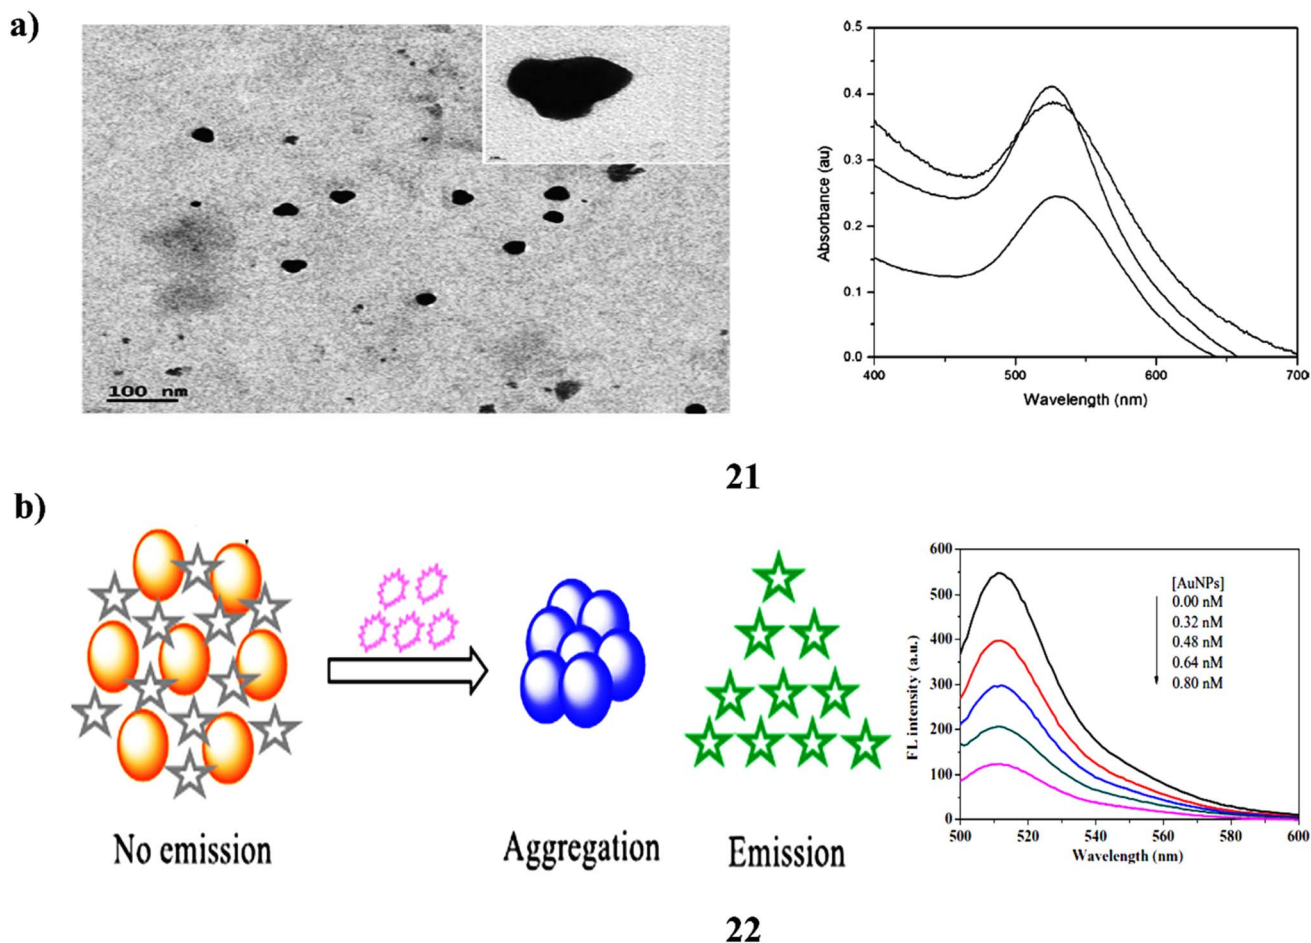 a)
100 nm
0.5
0.4
0.3
0.2
0.1
0.0
Absorbance (au)
400
500
600
700
Wavelength (nm)
21
b)
No emission
Aggregation
Emission
600
500
400
300
200
100
0
FL intensity (a.u.)
[AuNPs]
0.00 nM
0.32 nM
0.48 nM
0.64 nM
0.80 nM
500
520
540
560
580
600
Wavelength (nm)
22